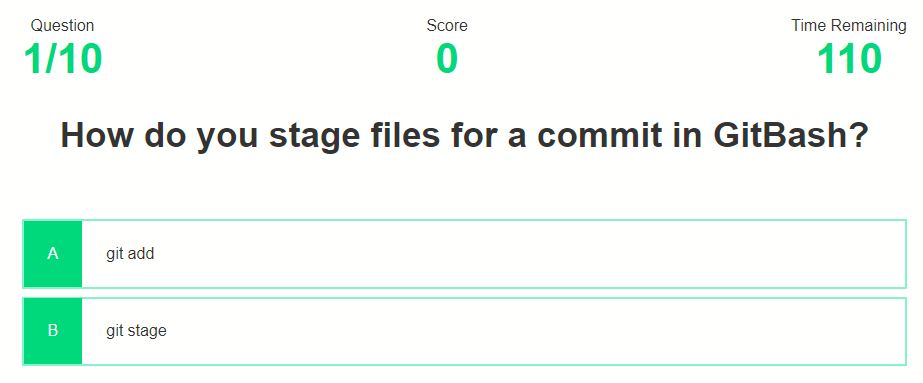 Question Score Time Remaining
1/10 0 110
How do you stage files for a commit in GitBash?
A git add
B git stage